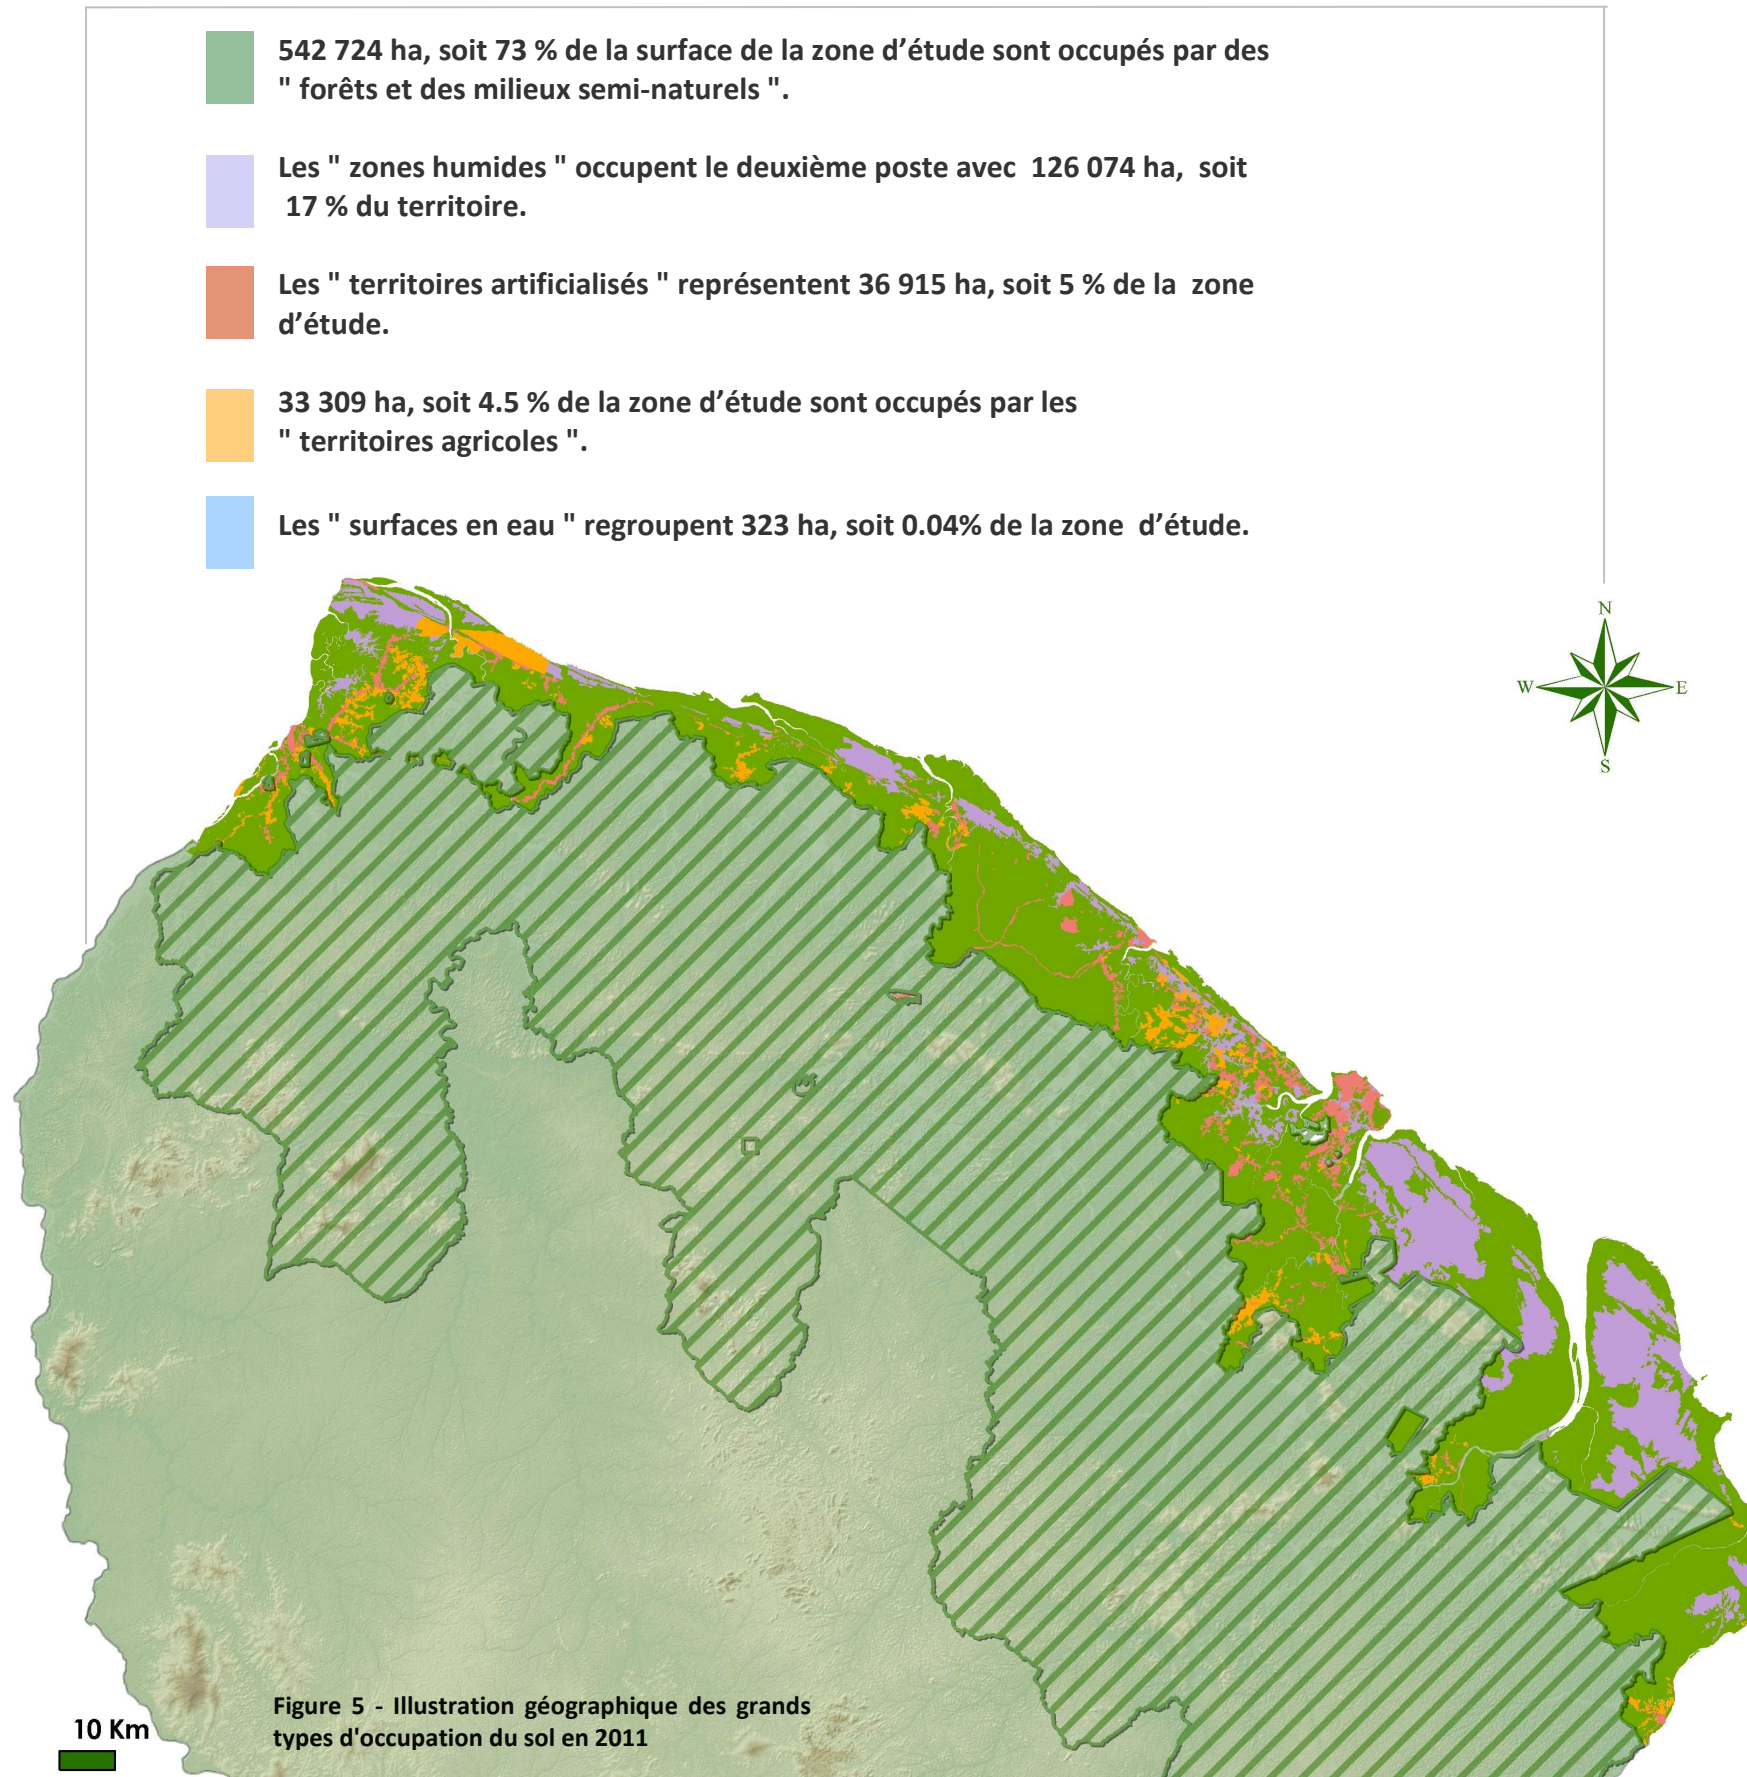 542 724 ha, soit 73 % de la surface de la zone d’étude sont occupés par des
" forêts et des milieux semi-naturels ".
Les " zones humides " occupent le deuxième poste avec 126 074 ha, soit
17 % du territoire.
Les " territoires artificialisés " représentent 36 915 ha, soit 5 % de la zone
d’étude.
33 309 ha, soit 4.5 % de la zone d’étude sont occupés par les
" territoires agricoles ".
Les " surfaces en eau " regroupent 323 ha, soit 0.04% de la zone d’étude.
N
W
E
S
Figure 5 - Illustration géographique des grands
types d'occupation du sol en 2011
10 Km